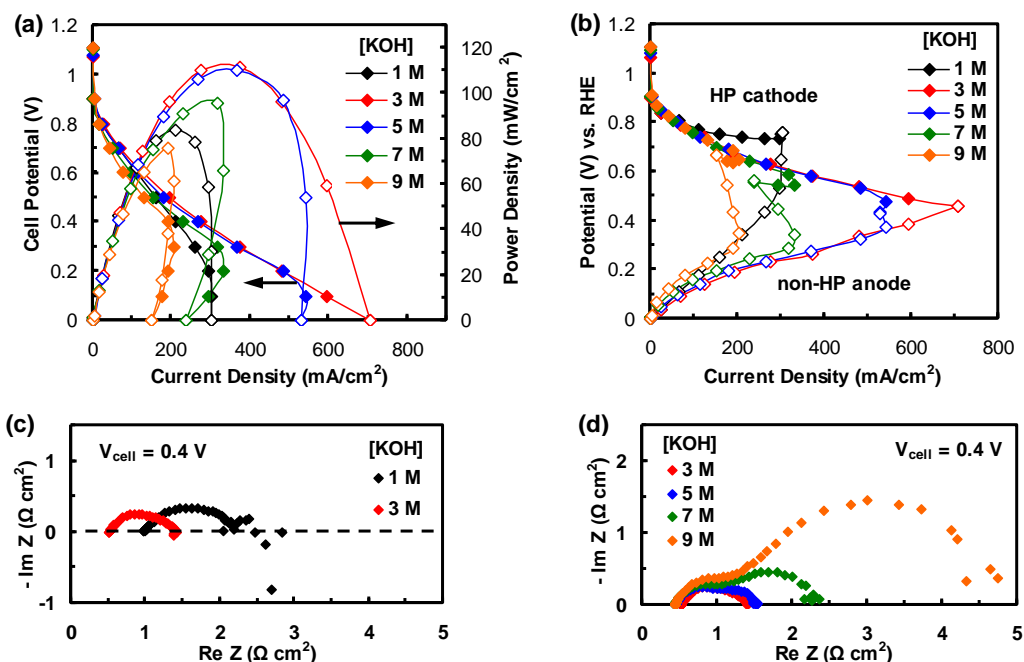 (a)
[KOH]
1 M
3 M
5 M
7 M
9 M
Cell Potential (V)
1.2
1
0.8
0.6
0.4
0.2
0
Power Density (mW/cm²)
120
100
80
60
40
20
0
0 200 400 600 800
Current Density (mA/cm²)
(b)
[KOH]
1 M
3 M
5 M
7 M
9 M
HP cathode
non-HP anode
Potential (V) vs. RHE
1.2
1.0
0.8
0.6
0.4
0.2
0.0
0 200 400 600 800
Current Density (mA/cm²)
(c)
V_cell = 0.4 V
[KOH]
1 M
3 M
- Im Z (Ω cm²)
1
0
-1
0 1 2 3 4 5
Re Z (Ω cm²)
(d)
[KOH]
3 M
5 M
7 M
9 M
V_cell = 0.4 V
- Im Z (Ω cm²)
2
1
0
0 1 2 3 4 5
Re Z (Ω cm²)